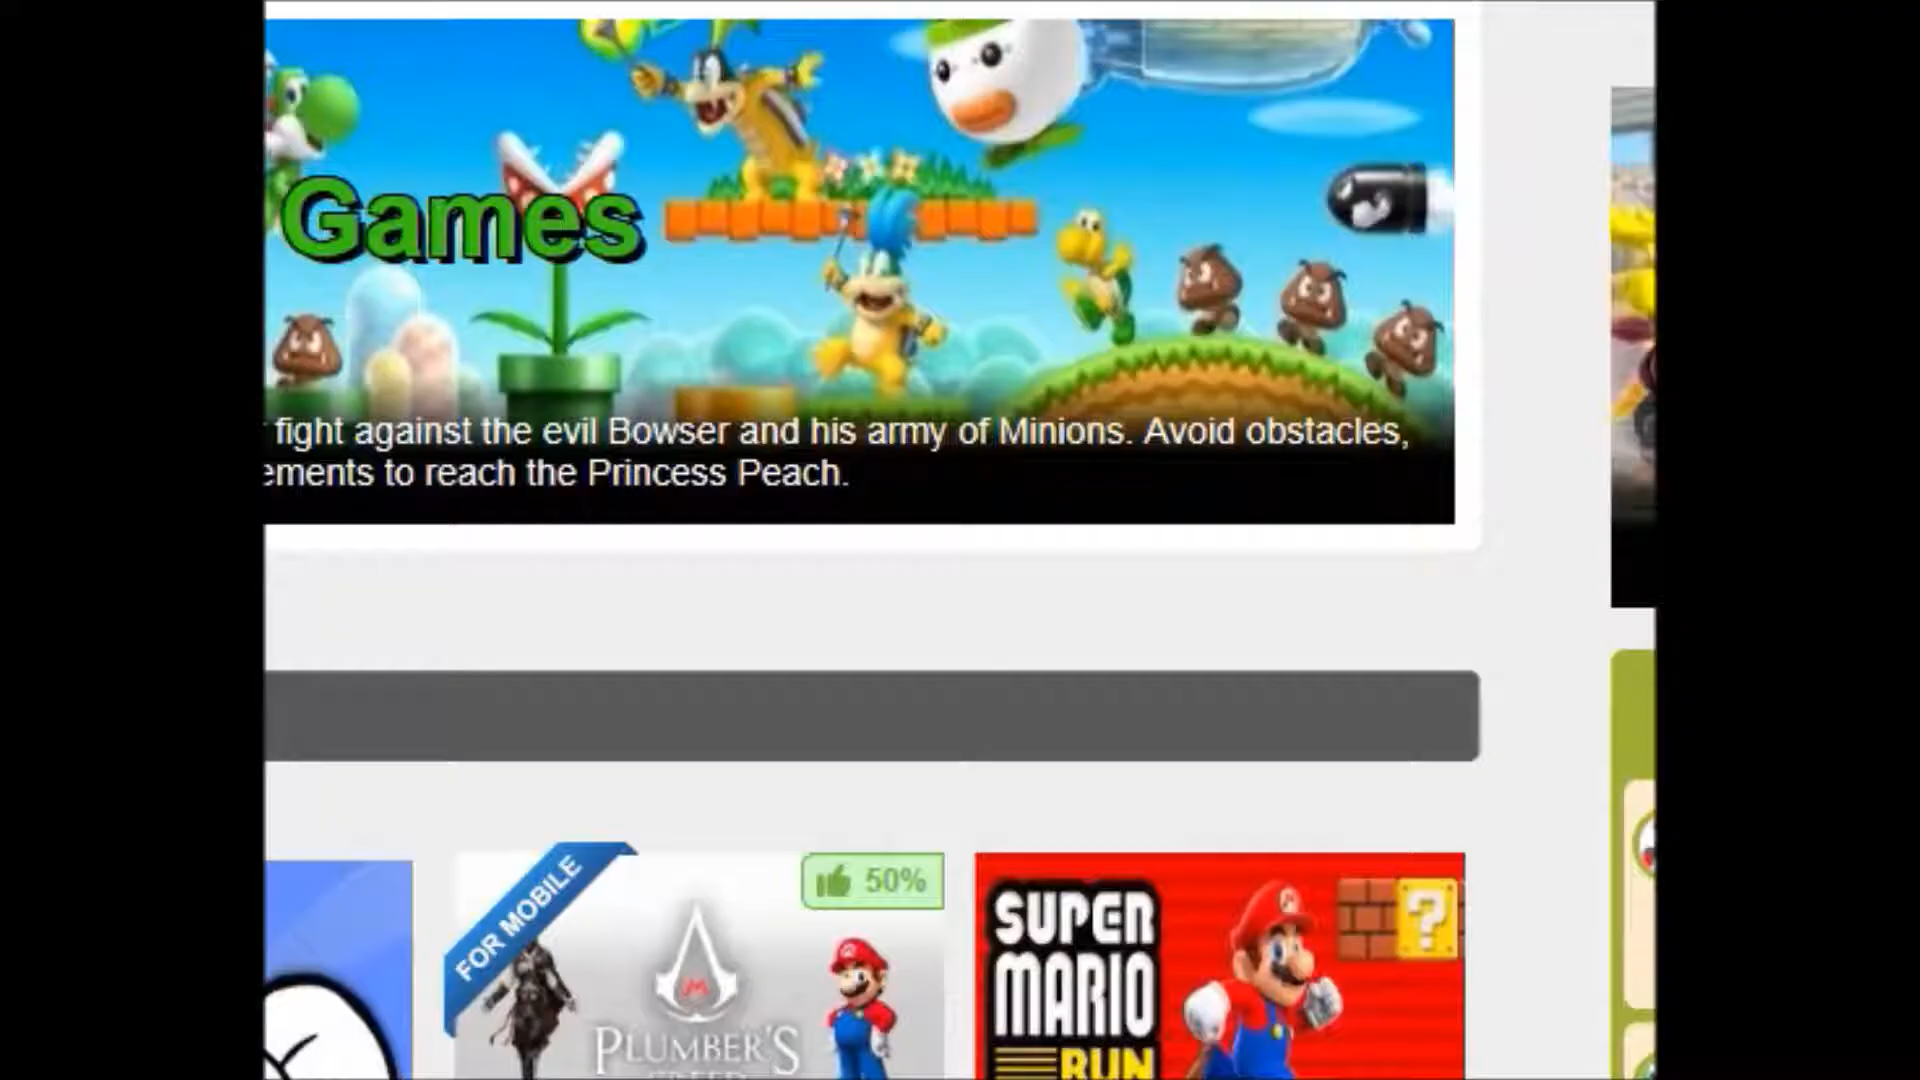 Games
fight against the evil Bowser and his army of Minions. Avoid obstacles,
ements to reach the Princess Peach.
FOR MOBILE
50%
PLUMBER'S
CREED
SUPER
MARIO
RUN
?